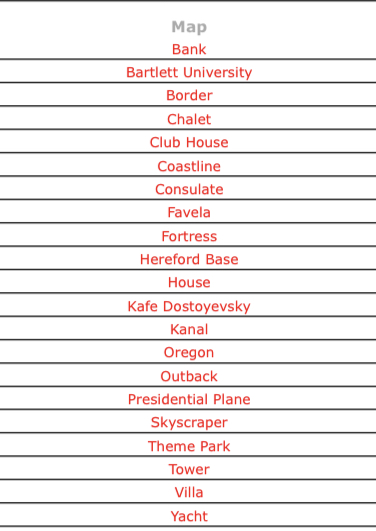 Map
Bank
Bartlett University
Border
Chalet
Club House
Coastline
Consulate
Favela
Fortress
Hereford Base
House
Kafe Dostoyevsky
Kanal
Oregon
Outback
Presidential Plane
Skyscraper
Theme Park
Tower
Villa
Yacht